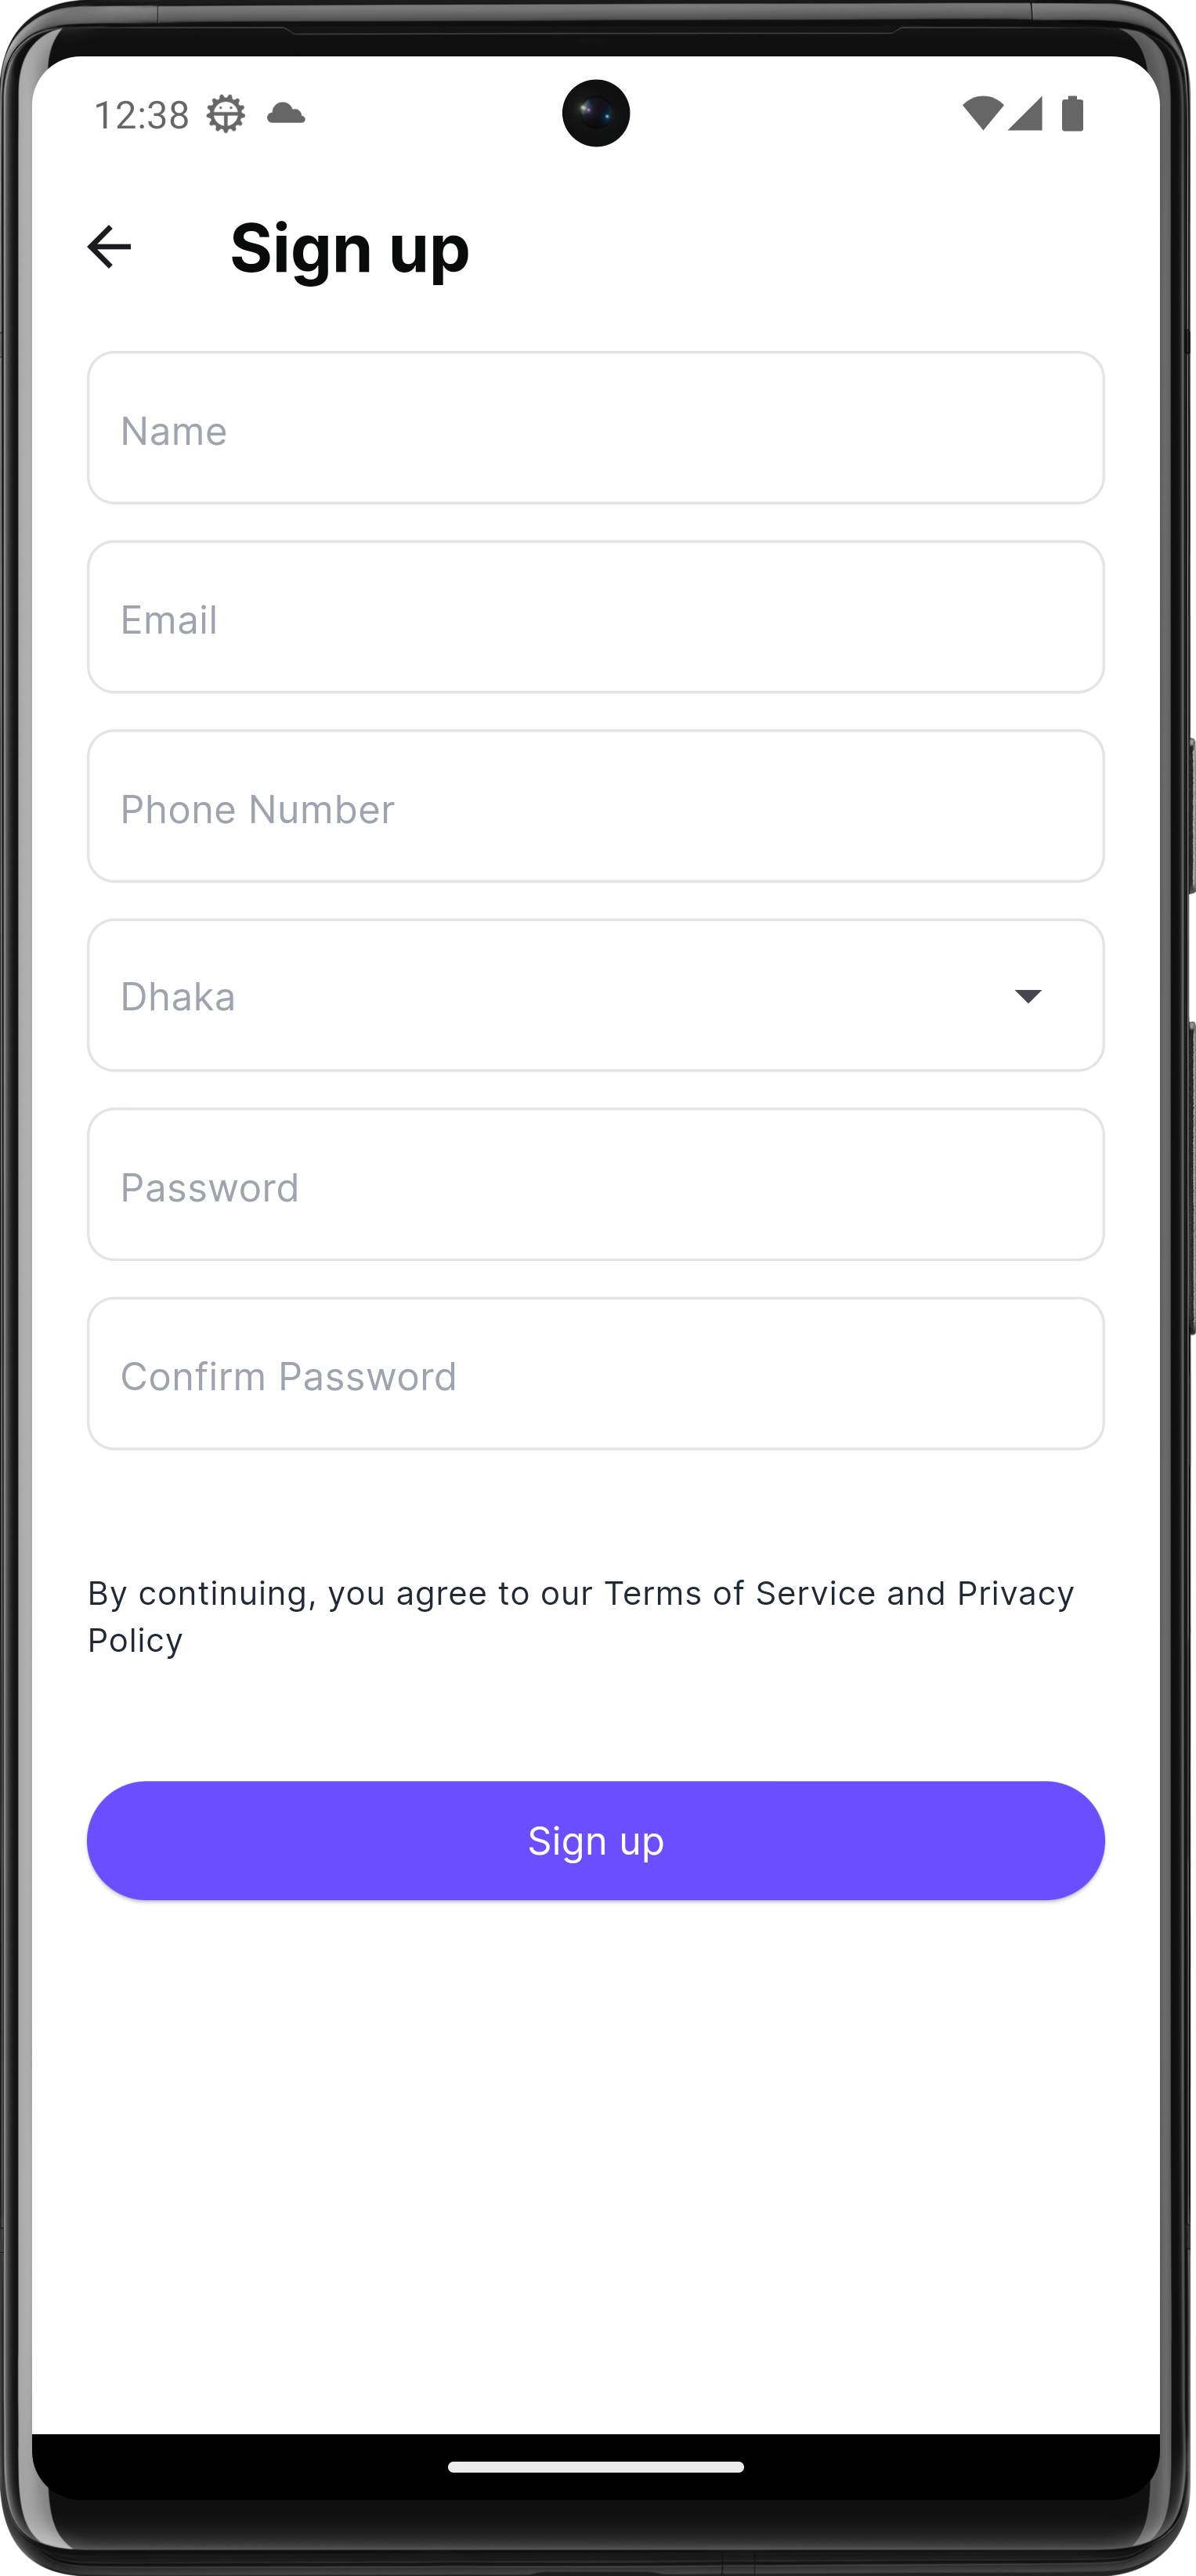 12:38
Sign up
Name
Email
Phone Number
Dhaka
Password
Confirm Password
By continuing, you agree to our Terms of Service and Privacy
Policy
Sign up